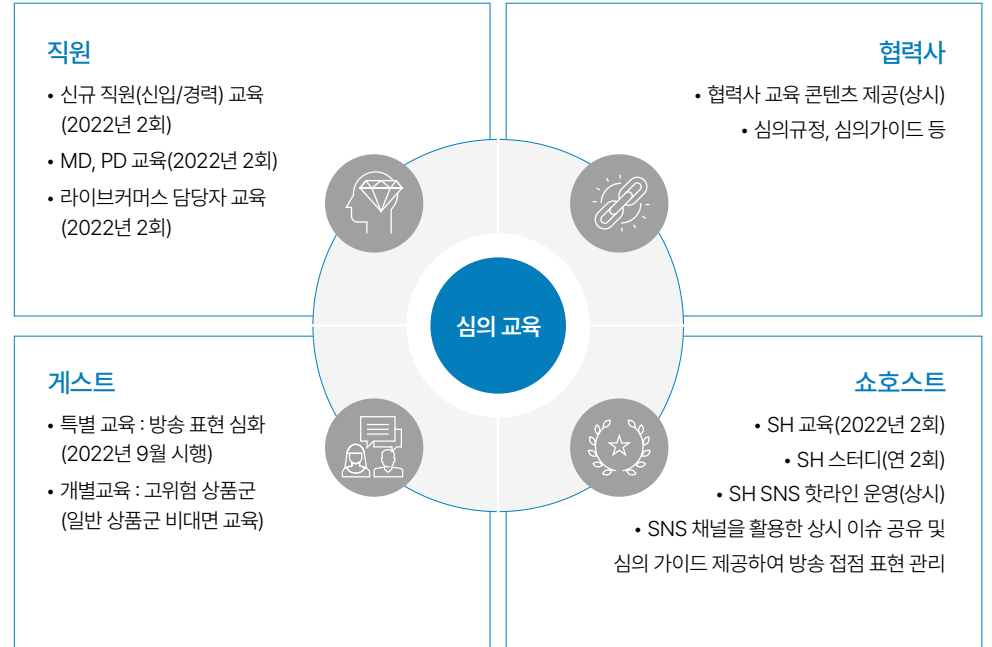 직원
• 신규 직원(신입/경력) 교육
(2022년 2회)
• MD, PD 교육(2022년 2회)
• 라이브커머스 담당자 교육
(2022년 2회)
협력사
• 협력사 교육 콘텐츠 제공(상시)
• 심의규정, 심의가이드 등
심의 교육
게스트
• 특별 교육 : 방송 표현 심화
(2022년 9월 시행)
• 개별교육 : 고위험 상품군
(일반 상품군 비대면 교육)
쇼호스트
• SH 교육(2022년 2회)
• SH 스터디(연 2회)
• SH SNS 핫라인 운영(상시)
• SNS 채널을 활용한 상시 이슈 공유 및
심의 가이드 제공하여 방송 접점 표현 관리